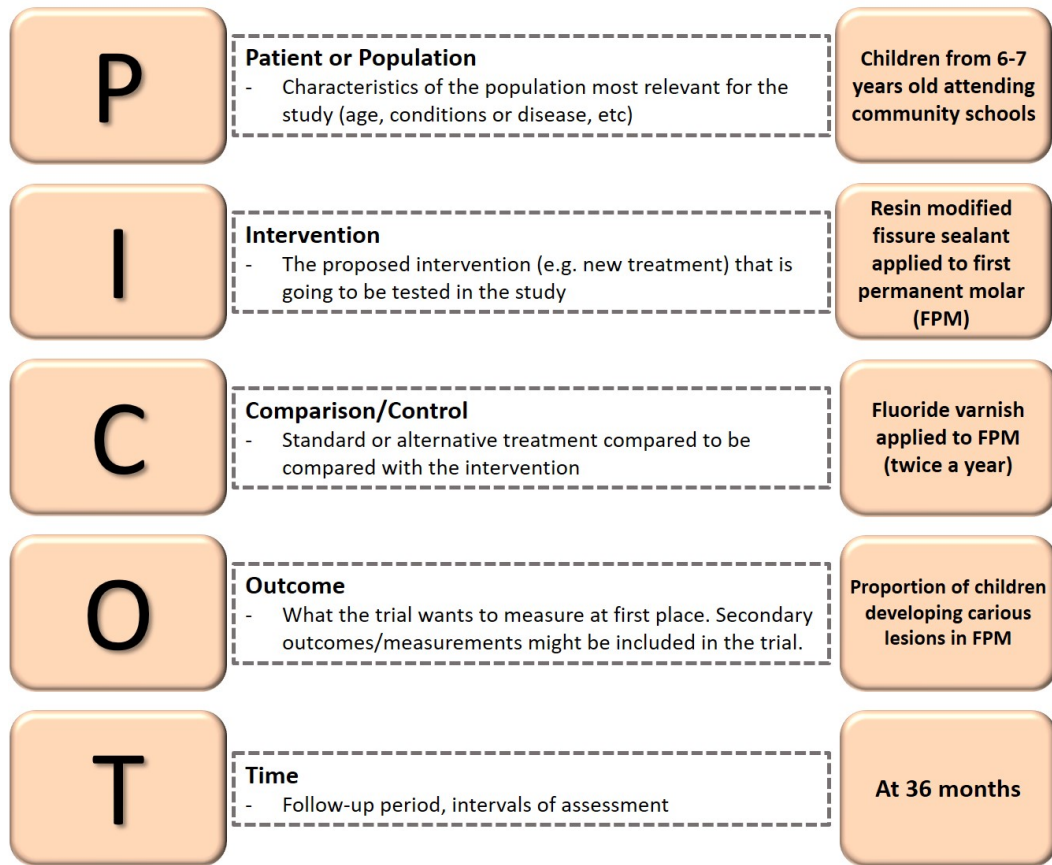 P
Patient or Population
- Characteristics of the population most relevant for the
study (age, conditions or disease, etc)
Children from 6-7
years old attending
community schools
I
Intervention
- The proposed intervention (e.g. new treatment) that is
going to be tested in the study
Resin modified
fissure sealant
applied to first
permanent molar
(FPM)
C
Comparison/Control
- Standard or alternative treatment compared to be
compared with the intervention
Fluoride varnish
applied to FPM
(twice a year)
O
Outcome
- What the trial wants to measure at first place. Secondary
outcomes/measurements might be included in the trial.
Proportion of children
developing carious
lesions in FPM
T
Time
- Follow-up period, intervals of assessment
At 36 months